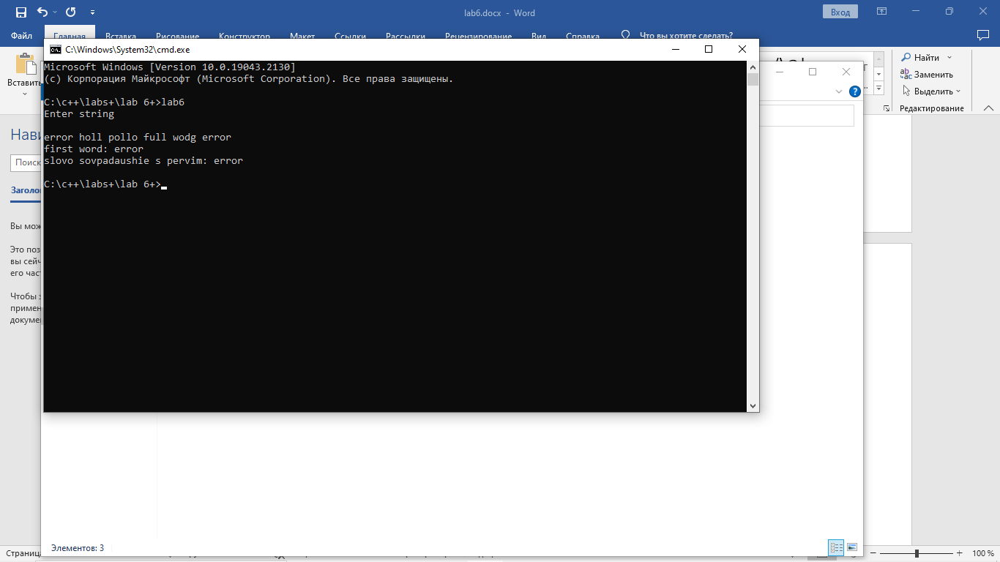 lab6.docx - Word
Вход
Файл Главная Вставка Рисование Конструктор Макет Ссылки Рассылки Рецензирование Вид Справка Что вы хотите сделать?
Вставить
Найти
Заменить
Выделить
Редактирование
C:\Windows\System32\cmd.exe
Microsoft Windows [Version 10.0.19043.2130]
(c) Корпорация Майкрософт (Microsoft Corporation). Все права защищены.
C:\c++\labs+\lab 6+>lab6
Enter string
error holl pollo full wodg error
first word: error
slovo sovpadaushie s pervim: error
C:\c++\labs+\lab 6+>
Нави
Поиск
Заголо
Вы мож
Это поз
вы сейч
его част
Чтобы з
примен
докумен
Элементов: 3
Страница
100 %